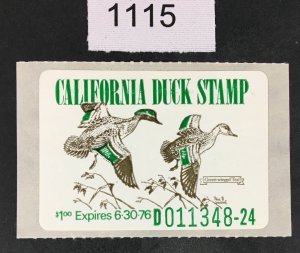 1115
CALIFORNIA DUCK STAMP
Green-winged Teal
$1.00 Expires 6-30-76 D011348-24